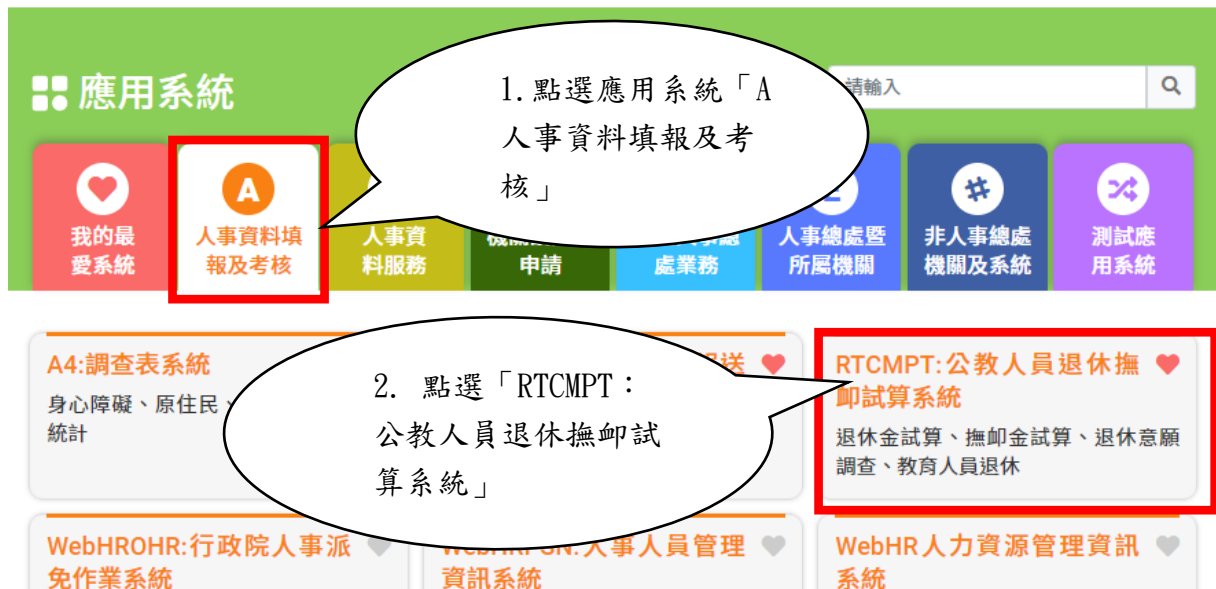 應用系統
1.點選應用系統「A
人事資料填報及考
核」
請輸入
我的最
愛系統
A
人事資料填
報及考核
人事資
料服務
申請
處業務
人事總處暨
所屬機關
非人事總處
機關及系統
測試應
用系統
A4:調查表系統
身心障礙、原住民、
統計
2. 點選「RTCMPT：
公教人員退休撫卹試
算系統」
送
RTCMPT:公教人員退休撫
卹試算系統
退休金試算、撫卹金試算、退休意願
調查、教育人員退休
WebHROHR:行政院人事派
免作業系統
人事人員管理
資訊系統
WebHR人力資源管理資訊
系統